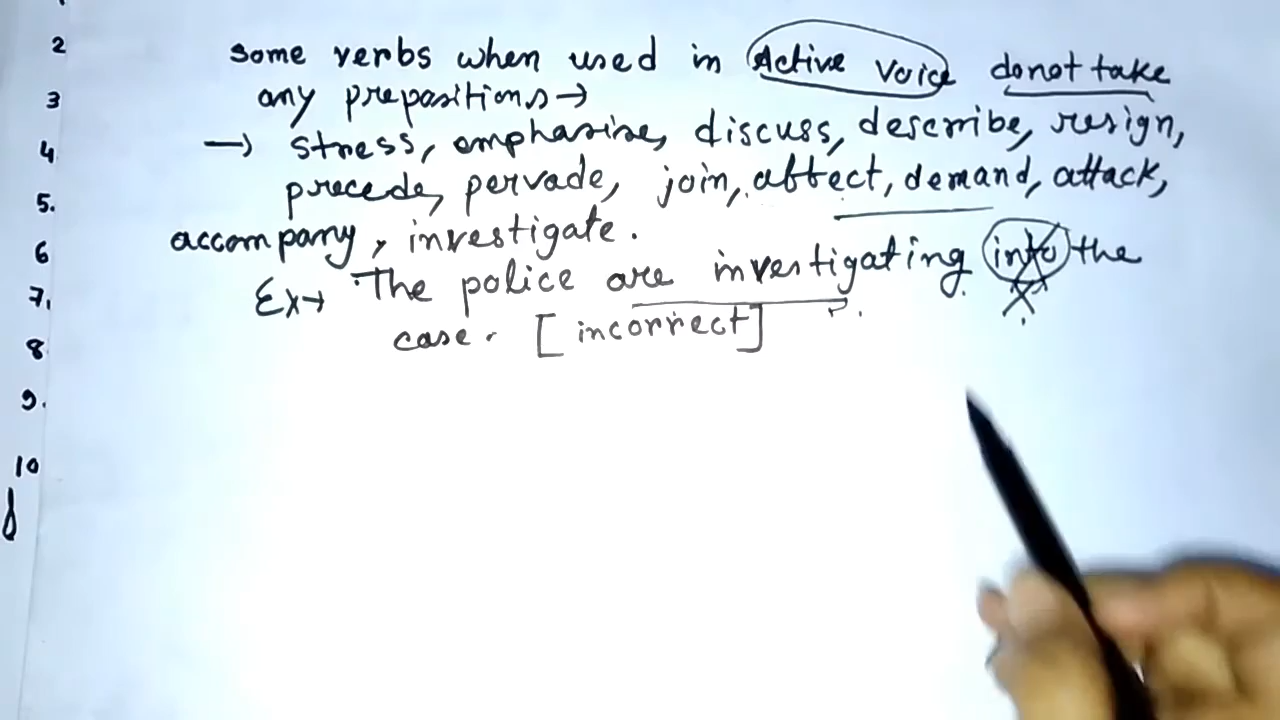 2
3
4
5.
6
7.
8
9.
10
some verbs when used in Active Voice donot take
any prepositions →
→ stress, emphasise, discuss, describe, resign,
precede, pervade, join, affect, demand, attack,
accompany, investigate.
Ex→ The police are investigating into the
case. [incorrect]